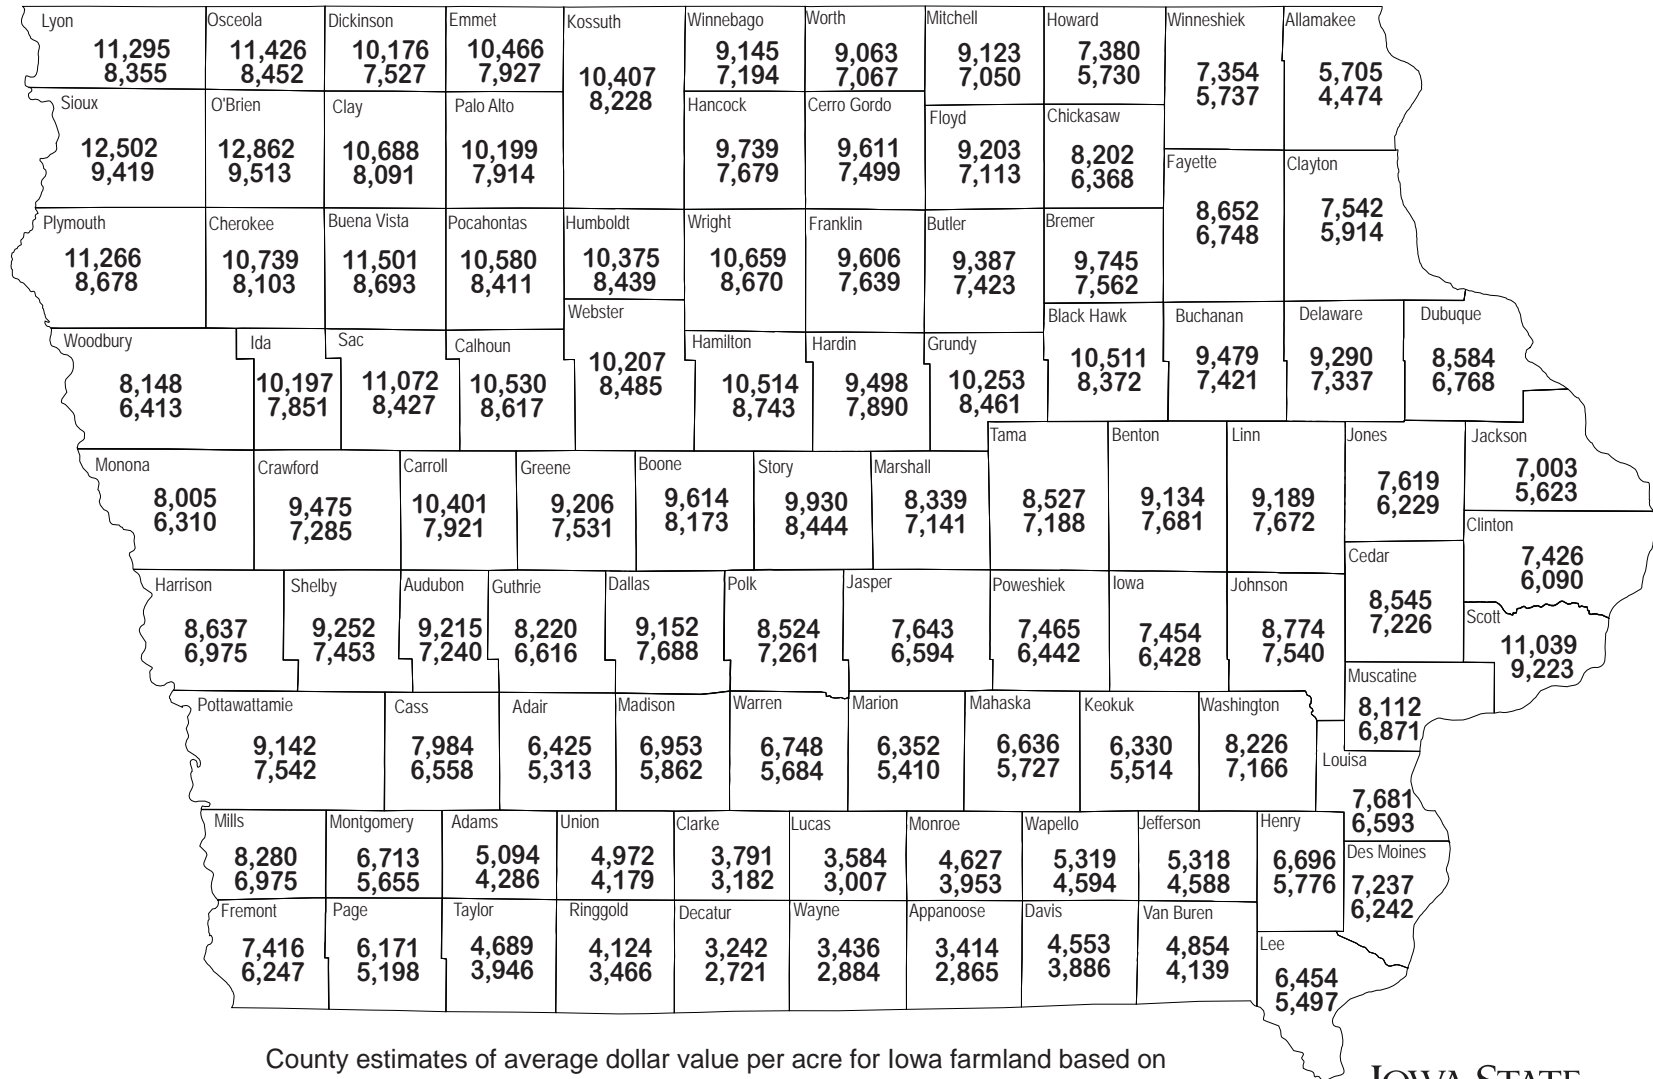 Lyon
11,295
8,355
Osceola
11,426
8,452
Dickinson
10,176
7,527
Emmet
10,466
7,927
Kossuth
10,407
8,228
Winnebago
9,145
7,194
Worth
9,063
7,067
Mitchell
9,123
7,050
Howard
7,380
5,730
Winneshiek
7,354
5,737
Allamakee
5,705
4,474
Sioux
12,502
9,419
O'Brien
12,862
9,513
Clay
10,688
8,091
Palo Alto
10,199
7,914
Hancock
9,739
7,679
Cerro Gordo
9,611
7,499
Floyd
9,203
7,113
Chickasaw
8,202
6,368
Fayette
8,652
6,748
Clayton
7,542
5,914
Plymouth
11,266
8,678
Cherokee
10,739
8,103
Buena Vista
11,501
8,693
Pocahontas
10,580
8,411
Humboldt
10,375
8,439
Wright
10,659
8,670
Franklin
9,606
7,639
Butler
9,387
7,423
Bremer
9,745
7,562
Woodbury
8,148
6,413
Ida
10,197
7,851
Sac
11,072
8,427
Calhoun
10,530
8,617
Webster
10,207
8,485
Hamilton
10,514
8,743
Hardin
9,498
7,890
Grundy
10,253
8,461
Black Hawk
10,511
8,372
Buchanan
9,479
7,421
Delaware
9,290
7,337
Dubuque
8,584
6,768
Monona
8,005
6,310
Crawford
9,475
7,285
Carroll
10,401
7,921
Greene
9,206
7,531
Boone
9,614
8,173
Story
9,930
8,444
Marshall
8,339
7,141
Tama
8,527
7,188
Benton
9,134
7,681
Linn
9,189
7,672
Jones
7,619
6,229
Jackson
7,003
5,623
Clinton
7,426
6,090
Harrison
8,637
6,975
Shelby
9,252
7,453
Audubon
9,215
7,240
Guthrie
8,220
6,616
Dallas
9,152
7,688
Polk
8,524
7,261
Jasper
7,643
6,594
Poweshiek
7,465
6,442
Iowa
7,454
6,428
Johnson
8,774
7,540
Cedar
8,545
7,226
Scott
11,039
9,223
Pottawattamie
9,142
7,542
Cass
7,984
6,558
Adair
6,425
5,313
Madison
6,953
5,862
Warren
6,748
5,684
Marion
6,352
5,410
Mahaska
6,636
5,727
Keokuk
6,330
5,514
Washington
8,226
7,166
Muscatine
8,112
6,871
Louisa
7,681
6,593
Mills
8,280
6,975
Montgomery
6,713
5,655
Adams
5,094
4,286
Union
4,972
4,179
Clarke
3,791
3,182
Lucas
3,584
3,007
Monroe
4,627
3,953
Wapello
5,319
4,594
Jefferson
5,318
4,588
Henry
6,696
5,776
Des Moines
7,237
6,242
Fremont
7,416
6,247
Page
6,171
5,198
Taylor
4,689
3,946
Ringgold
4,124
3,466
Decatur
3,242
2,721
Wayne
3,436
2,884
Appanoose
3,414
2,865
Davis
4,553
3,886
Van Buren
4,854
4,139
Lee
6,454
5,497
County estimates of average dollar value per acre for Iowa farmland based on
IOWA STATE